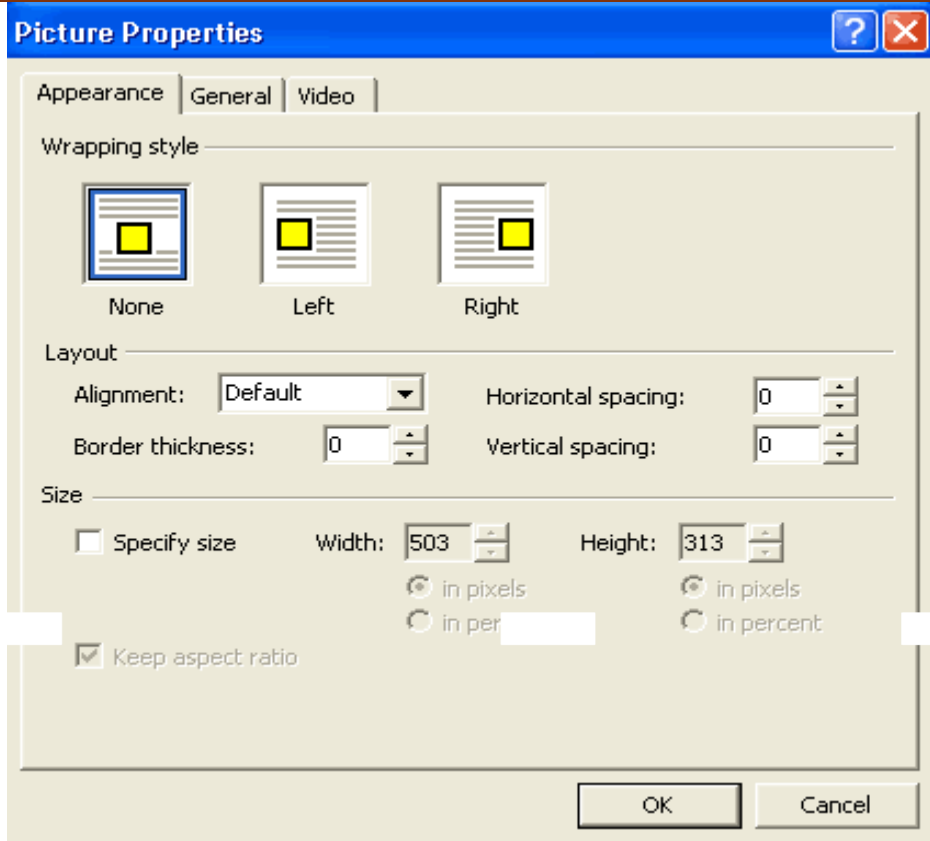 Picture Properties
Appearance General Video
Wrapping style
None Left Right
Layout
Alignment: Default Horizontal spacing: 0
Border thickness: 0 Vertical spacing: 0
Size
Specify size Width: 503 Height: 313
in pixels in pixels
in per in percent
Keep aspect ratio
OK Cancel